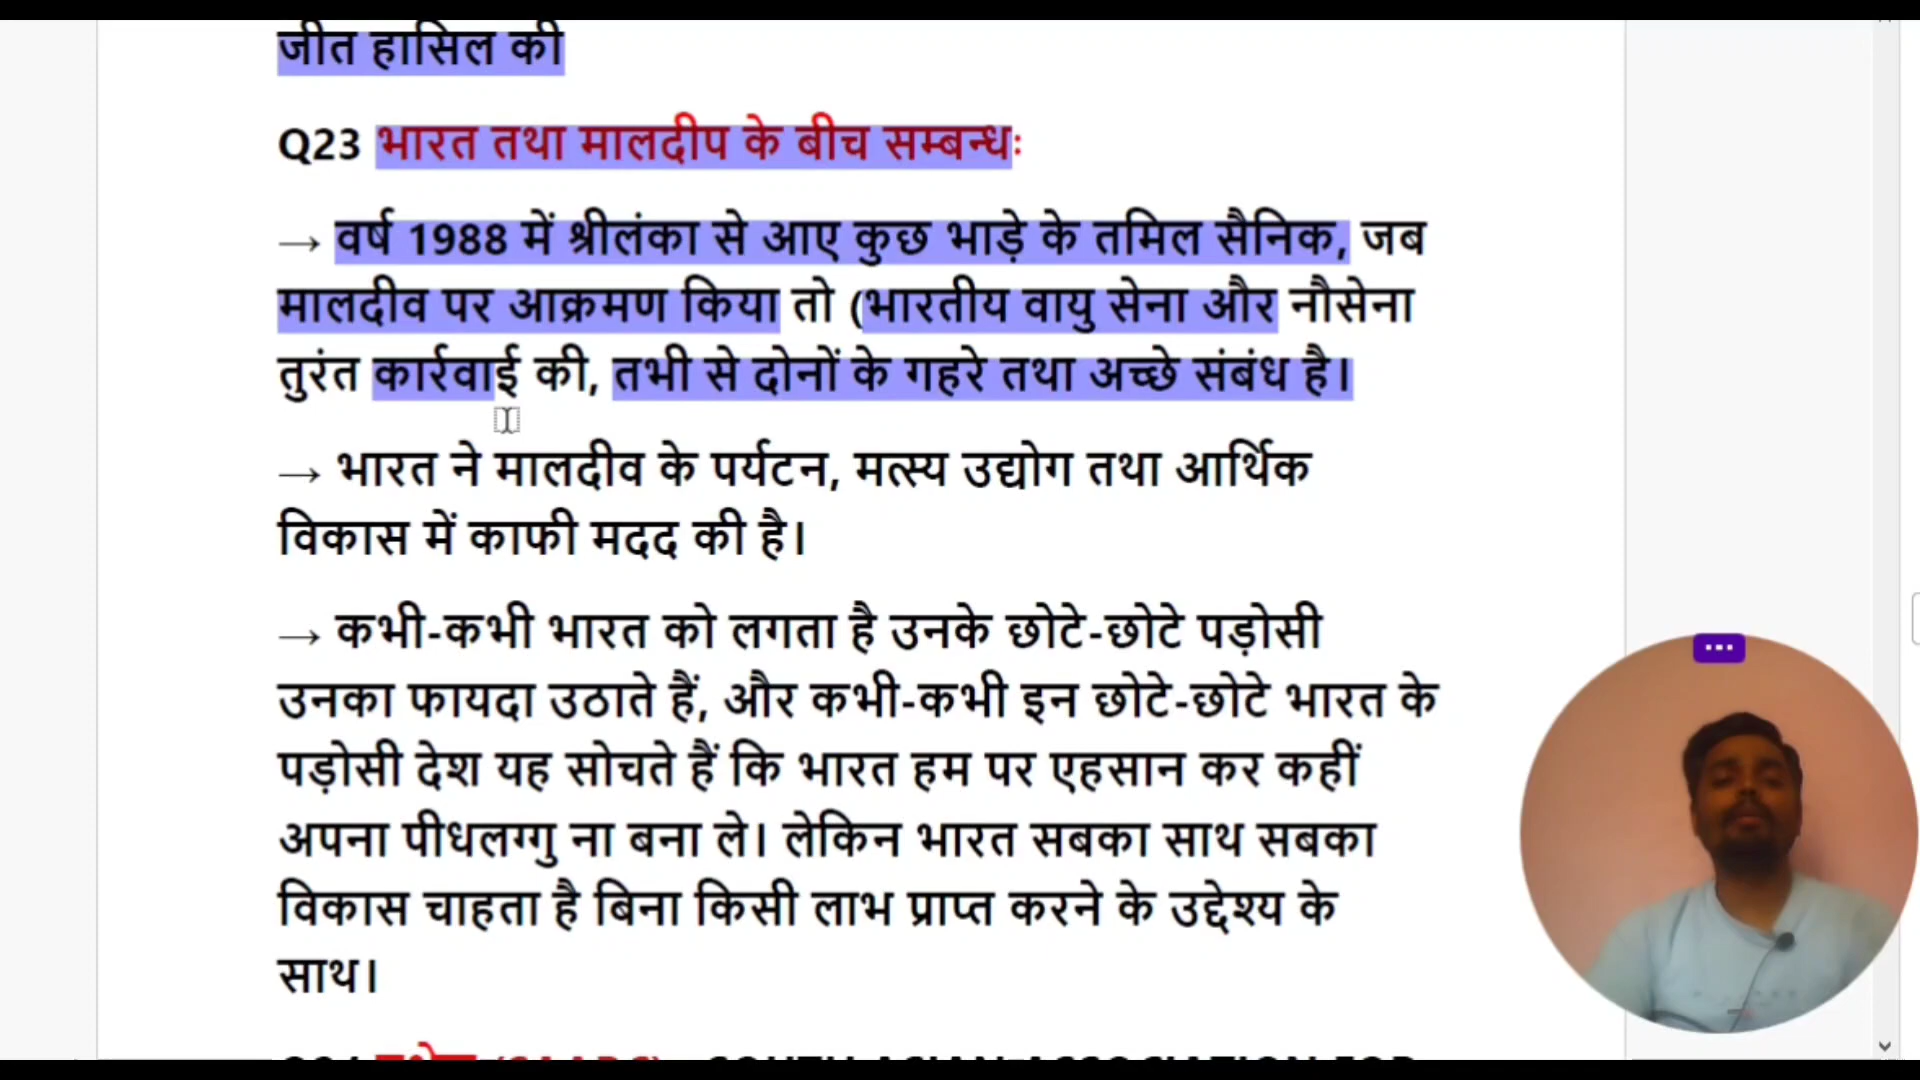 जीत हासिल की
Q23 भारत तथा मालदीप के बीच सम्बन्धः
→ वर्ष 1988 में श्रीलंका से आए कुछ भाड़े के तमिल सैनिक, जब
मालदीव पर आक्रमण किया तो (भारतीय वायु सेना और नौसेना
तुरंत कार्रवाई की, तभी से दोनों के गहरे तथा अच्छे संबंध है।
→ भारत ने मालदीव के पर्यटन, मत्स्य उद्योग तथा आर्थिक
विकास में काफी मदद की है।
→ कभी-कभी भारत को लगता है उनके छोटे-छोटे पड़ोसी
उनका फायदा उठाते हैं, और कभी-कभी इन छोटे-छोटे भारत के
पड़ोसी देश यह सोचते हैं कि भारत हम पर एहसान कर कहीं
अपना पीधलग्गु ना बना ले। लेकिन भारत सबका साथ सबका
विकास चाहता है बिना किसी लाभ प्राप्त करने के उद्देश्य के
साथ।